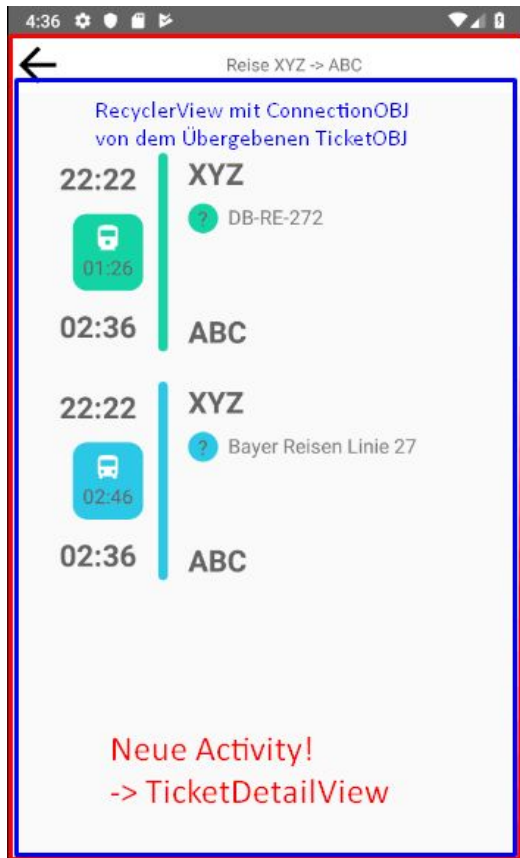 4:36
Reise XYZ -> ABC
RecyclerView mit ConnectionOBJ
von dem Übergebenen TicketOBJ
22:22 XYZ
? DB-RE-272
01:26
02:36 ABC
22:22 XYZ
? Bayer Reisen Linie 27
02:46
02:36 ABC
Neue Activity!
-> TicketDetailView